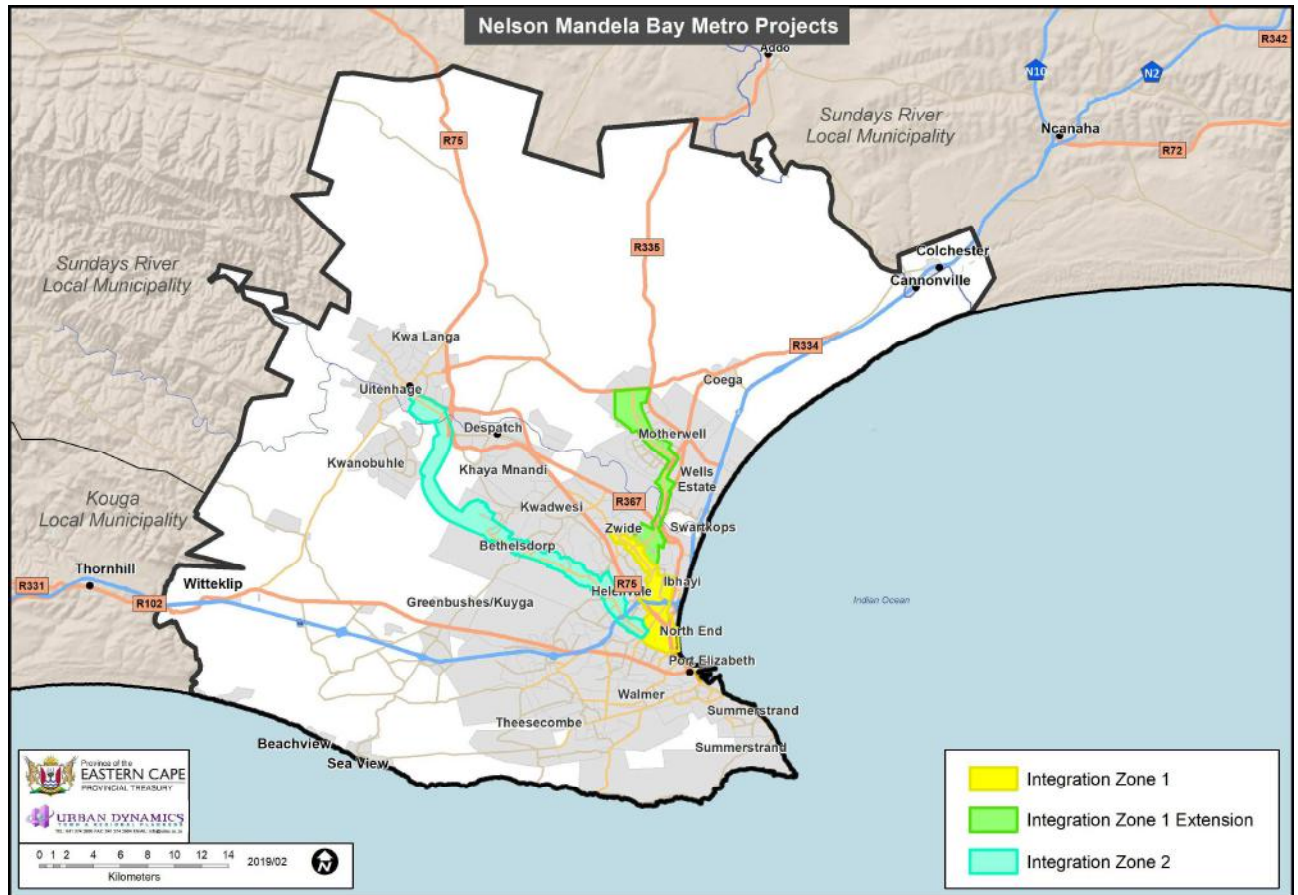 Nelson Mandela Bay Metro Projects
Addo
R342
N10
N2
Sundays River
Local Municipality
Ncanaha
R75
R72
R335
Colchester
Sundays River
Local Municipality
Cannonville
Kwa Langa
R334
Coega
Uitenhage
Despatch
Motherwell
Kwanobuhle
Khaya Mnandi
Wells
Estate
Kouga
Local Municipality
R367
Kwadwesi
Zwide
Swartkops
Bethelsdorp
Thornhill
Witteklip
R75
Ibhayi
R331
Helenvale
R102
Greenbushes/Kuyga
Indian Ocean
North End
Port Elizabeth
Walmer
Summerstrand
Theesecombe
Beachview
Summerstrand
Sea View
Province of the
EASTERN CAPE
PROVINCIAL TREASURY
URBAN DYNAMICS
TOWN & REGIONAL PLANNERS
0 1 2 4 6 8 10 12 14
Kilometers
2019/02
N
Integration Zone 1
Integration Zone 1 Extension
Integration Zone 2